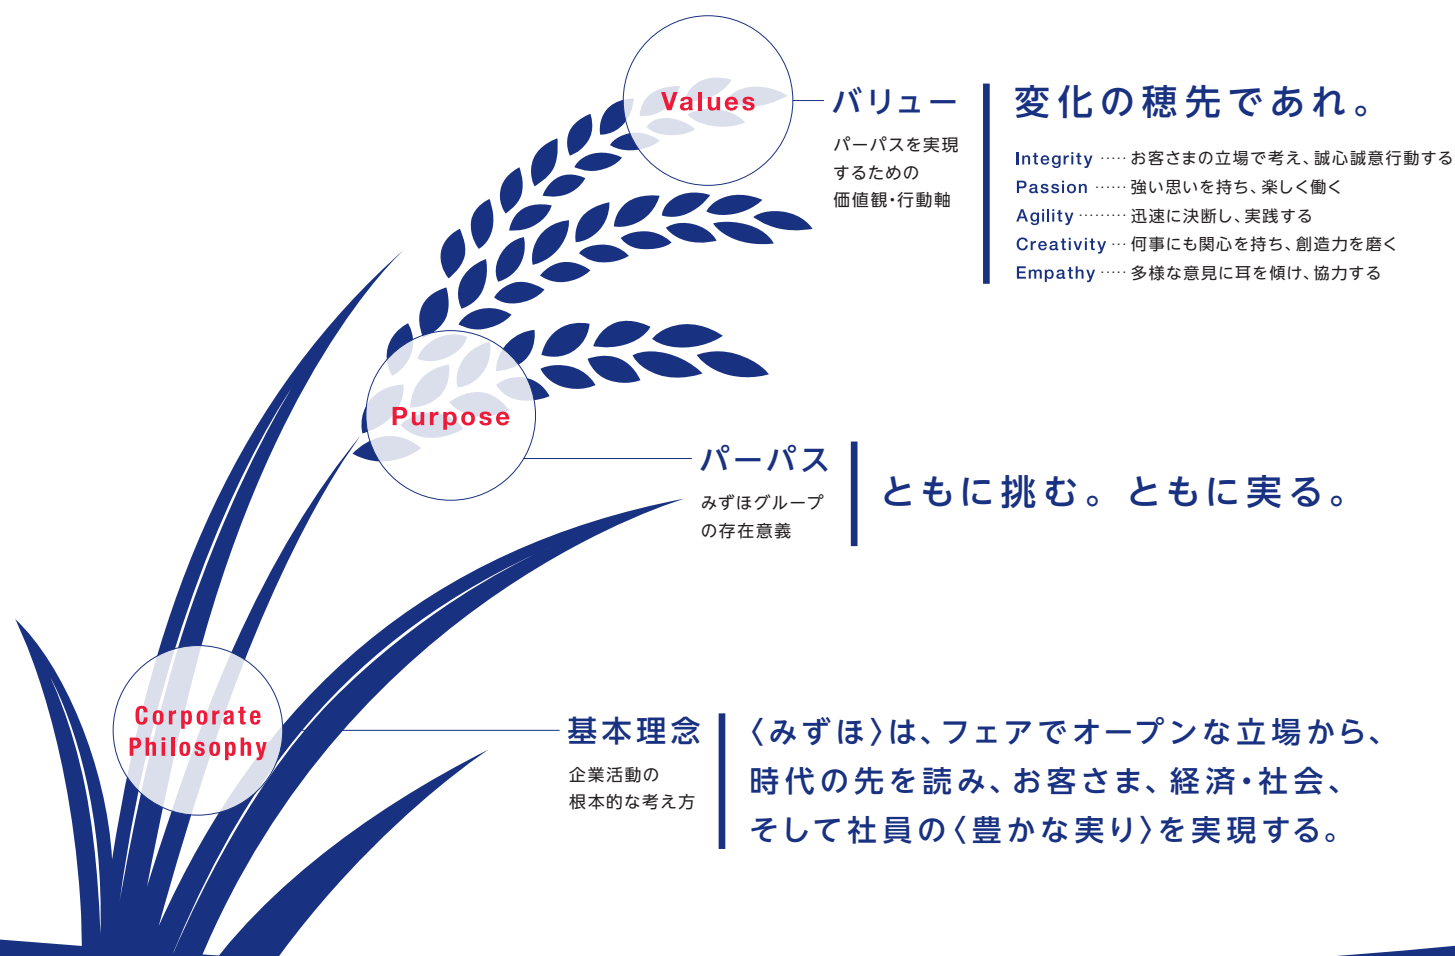 Values
バリュー
パーパスを実現
するための
価値観・行動軸
変化の穂先であれ。
Integrity ····· お客さまの立場で考え、誠心誠意行動する
Passion ······ 強い思いを持ち、楽しく働く
Agility ········· 迅速に決断し、実践する
Creativity ··· 何事にも関心を持ち、創造力を磨く
Empathy ····· 多様な意見に耳を傾け、協力する
Purpose
パーパス
みずほグループ
の存在意義
ともに挑む。ともに実る。
Corporate
Philosophy
基本理念
企業活動の
根本的な考え方
〈みずほ〉は、フェアでオープンな立場から、
時代の先を読み、お客さま、経済・社会、
そして社員の〈豊かな実り〉を実現する。